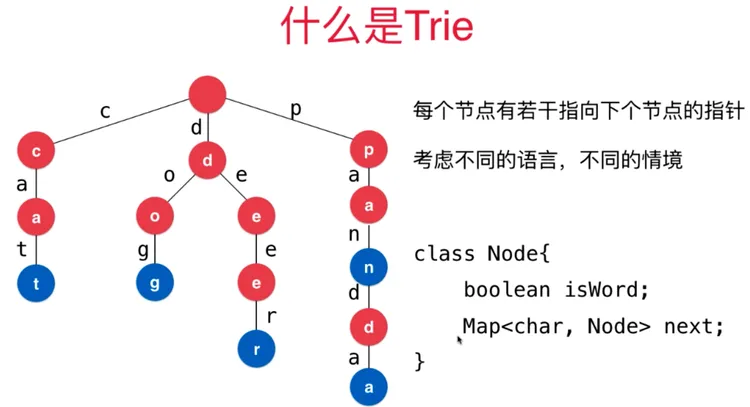 什么是Trie
c
d
p
c
d
p
a
o
e
a
a
o
e
a
t
g
e
n
t
g
e
n
r
d
r
d
a
a
每个节点有若干指向下个节点的指针
考虑不同的语言，不同的情境
class Node{
boolean isWord;
Map<char, Node> next;
}